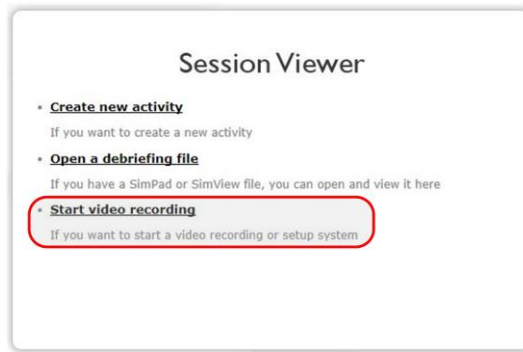 Session Viewer
Create new activity
If you want to create a new activity
Open a debriefing file
If you have a SimPad or SimView file, you can open and view it here
Start video recording
If you want to start a video recording or setup system